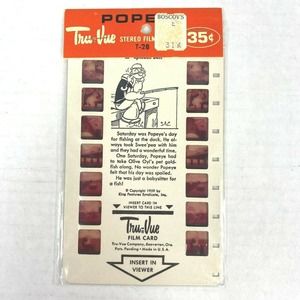 POPE
BOSCOV'S
Tru-Vue STEREO FILM 35¢
T-28
Saturday was Popeye's day
for fishing at the dock. He al-
ways took Swee'pea with him
and they had a wonderful time.
One Saturday, Popeye had
to take Olive Oyl's pet gold-
fish along. No wonder Popeye
felt that his day was spoiled.
He was just a babysitter for
a fish!
© Copyright 1959 by
King Features Syndicate, Inc.
INSERT CARD IN
VIEWER TO THIS LINE
Tru-Vue
FILM CARD
Tru-Vue Company, Beaverton, Ore.
Pats. Pending • Made in U.S.A.
INSERT IN
VIEWER